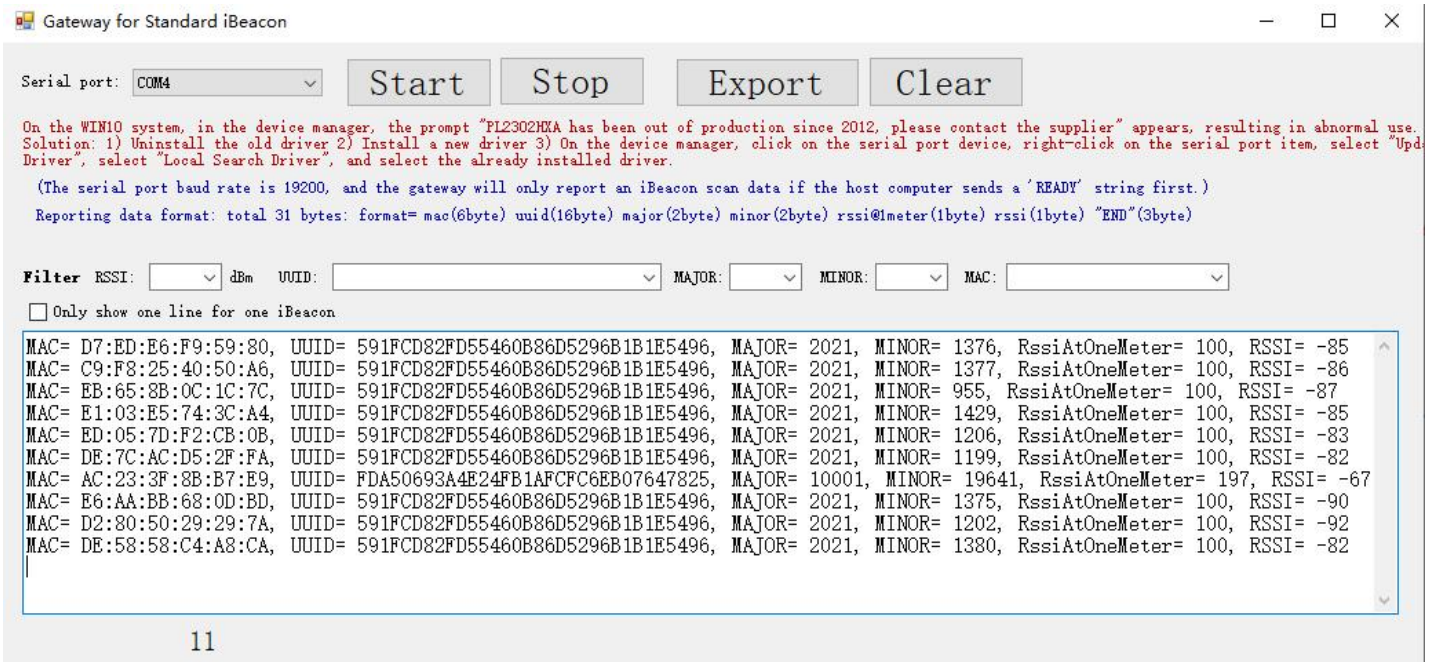 Gateway for Standard iBeacon
Serial port: COM4 Start Stop Export Clear
On the WIN10 system, in the device manager, the prompt "PL2302HXA has been out of production since 2012, please contact the supplier" appears, resulting in abnormal use.
Solution: 1) Uninstall the old driver 2) Install a new driver 3) On the device manager, click on the serial port device, right-click on the serial port item, select "Upd
Driver", select "Local Search Driver", and select the already installed driver.
(The serial port baud rate is 19200, and the gateway will only report an iBeacon scan data if the host computer sends a 'READY' string first.)
Reporting data format: total 31 bytes: format= mac(6byte) uuid(16byte) major(2byte) minor(2byte) rssi@1meter(1byte) rssi(1byte) "END"(3byte)
Filter RSSI: dBm UUID: MAJOR: MINOR: MAC:
Only show one line for one iBeacon
MAC= D7:ED:E6:F9:59:80, UUID= 591FCD82FD55460B86D5296B1B1E5496, MAJOR= 2021, MINOR= 1376, RssiAtOneMeter= 100, RSSI= -85
MAC= C9:F8:25:40:50:A6, UUID= 591FCD82FD55460B86D5296B1B1E5496, MAJOR= 2021, MINOR= 1377, RssiAtOneMeter= 100, RSSI= -86
MAC= EB:65:8B:0C:1C:7C, UUID= 591FCD82FD55460B86D5296B1B1E5496, MAJOR= 2021, MINOR= 955, RssiAtOneMeter= 100, RSSI= -87
MAC= E1:03:E5:74:3C:A4, UUID= 591FCD82FD55460B86D5296B1B1E5496, MAJOR= 2021, MINOR= 1429, RssiAtOneMeter= 100, RSSI= -85
MAC= ED:05:7D:F2:CB:0B, UUID= 591FCD82FD55460B86D5296B1B1E5496, MAJOR= 2021, MINOR= 1206, RssiAtOneMeter= 100, RSSI= -83
MAC= DE:7C:AC:D5:2F:FA, UUID= 591FCD82FD55460B86D5296B1B1E5496, MAJOR= 2021, MINOR= 1199, RssiAtOneMeter= 100, RSSI= -82
MAC= AC:23:3F:8B:B7:E9, UUID= FDA50693A4E24FB1AFCFC6EB07647825, MAJOR= 10001, MINOR= 19641, RssiAtOneMeter= 197, RSSI= -67
MAC= E6:AA:BB:68:0D:BD, UUID= 591FCD82FD55460B86D5296B1B1E5496, MAJOR= 2021, MINOR= 1375, RssiAtOneMeter= 100, RSSI= -90
MAC= D2:80:50:29:29:7A, UUID= 591FCD82FD55460B86D5296B1B1E5496, MAJOR= 2021, MINOR= 1202, RssiAtOneMeter= 100, RSSI= -92
MAC= DE:58:58:C4:A8:CA, UUID= 591FCD82FD55460B86D5296B1B1E5496, MAJOR= 2021, MINOR= 1380, RssiAtOneMeter= 100, RSSI= -82
11